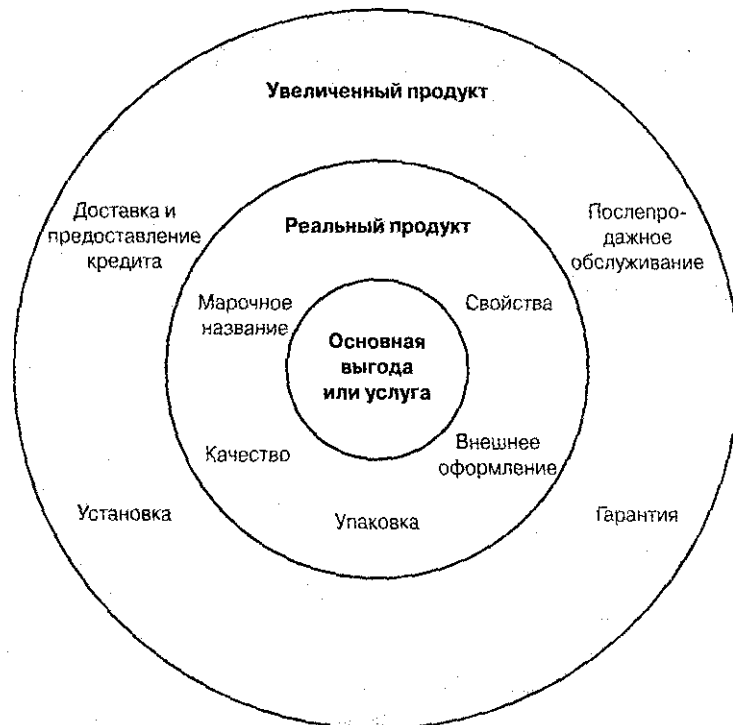 Увеличенный продукт
Доставка и
предоставление
кредита
Послепро-
дажное
обслуживание
Реальный продукт
Марочное
название
Свойства
Основная
выгода
или услуга
Качество
Внешнее
оформление
Упаковка
Установка
Гарантия